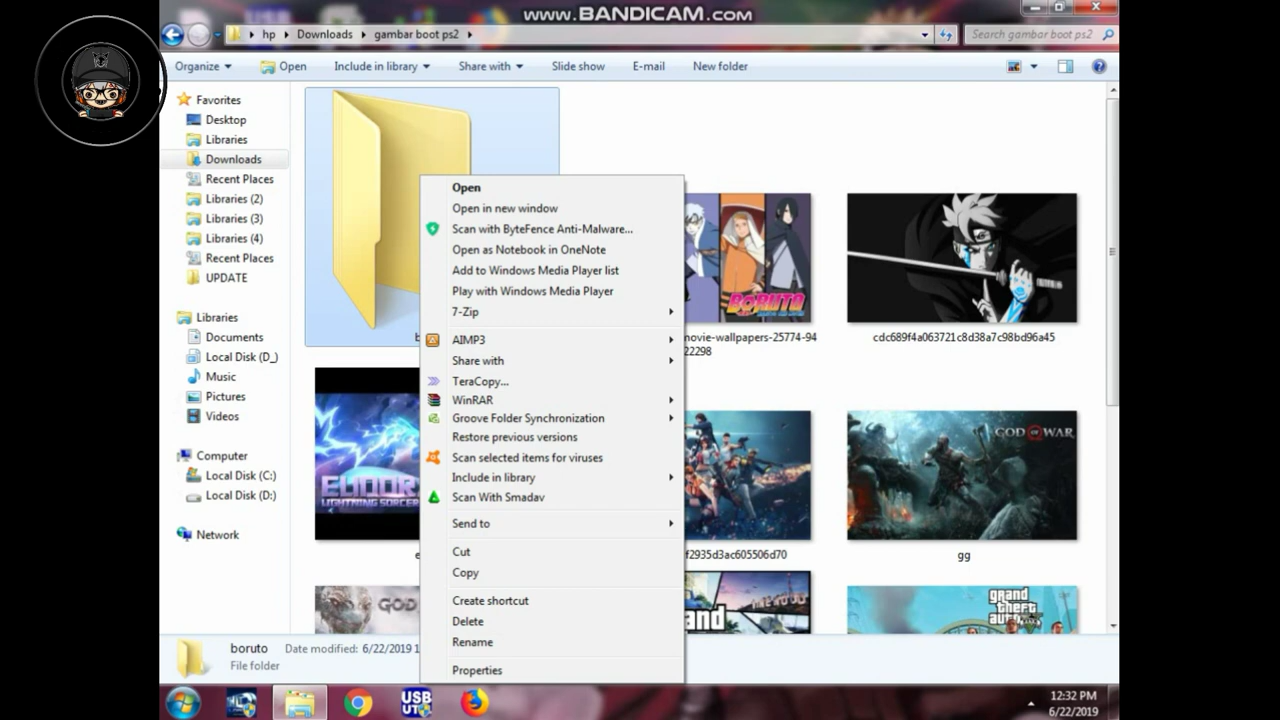 www.BANDICAM.com
hp
Downloads
gambar boot ps2
Search gambar boot ps2
Organize
Open
Include in library
Share with
Slide show
E-mail
New folder
Favorites
Desktop
Libraries
Downloads
Recent Places
Libraries (2)
Libraries (3)
Libraries (4)
Recent Places
UPDATE
Libraries
Documents
Local Disk (D_)
Music
Pictures
Videos
Computer
Local Disk (C:)
Local Disk (D:)
Network
Open
Open in new window
Scan with ByteFence Anti-Malware...
Open as Notebook in OneNote
Add to Windows Media Player list
Play with Windows Media Player
7-Zip
AIMP3
Share with
TeraCopy...
WinRAR
Groove Folder Synchronization
Restore previous versions
Scan selected items for viruses
Include in library
Scan With Smadav
Send to
Cut
Copy
Create shortcut
Delete
Rename
Properties
BORUTO
movie-wallpapers-25774-94
22298
cdc689f4a063721c8d38a7c98bd96a45
LIGHTNING SORCER
f2935d3ac605506d70
GOD OF WAR
gg
GOD
and
grand
theft
auto
boruto
Date modified: 6/22/2019 1
File folder
USB
UT
12:32 PM
6/22/2019